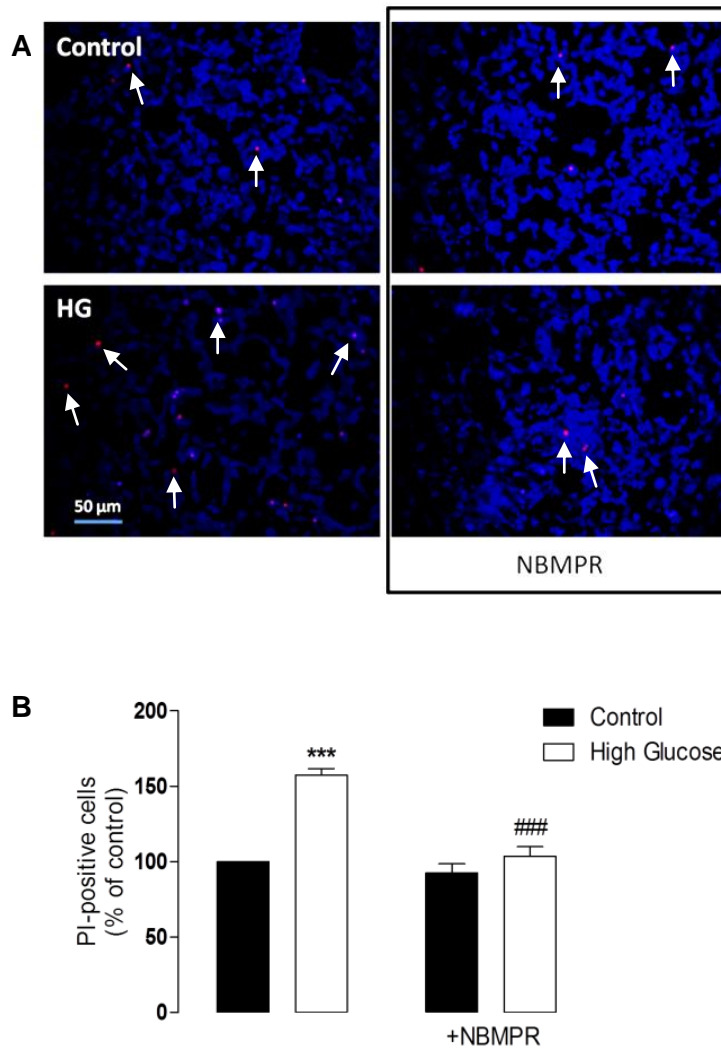 A
Control
HG
50 µm
NBMPR
B
200
150
100
50
0
PI-positive cells
(% of control)
***
###
Control
High Glucose
+NBMPR